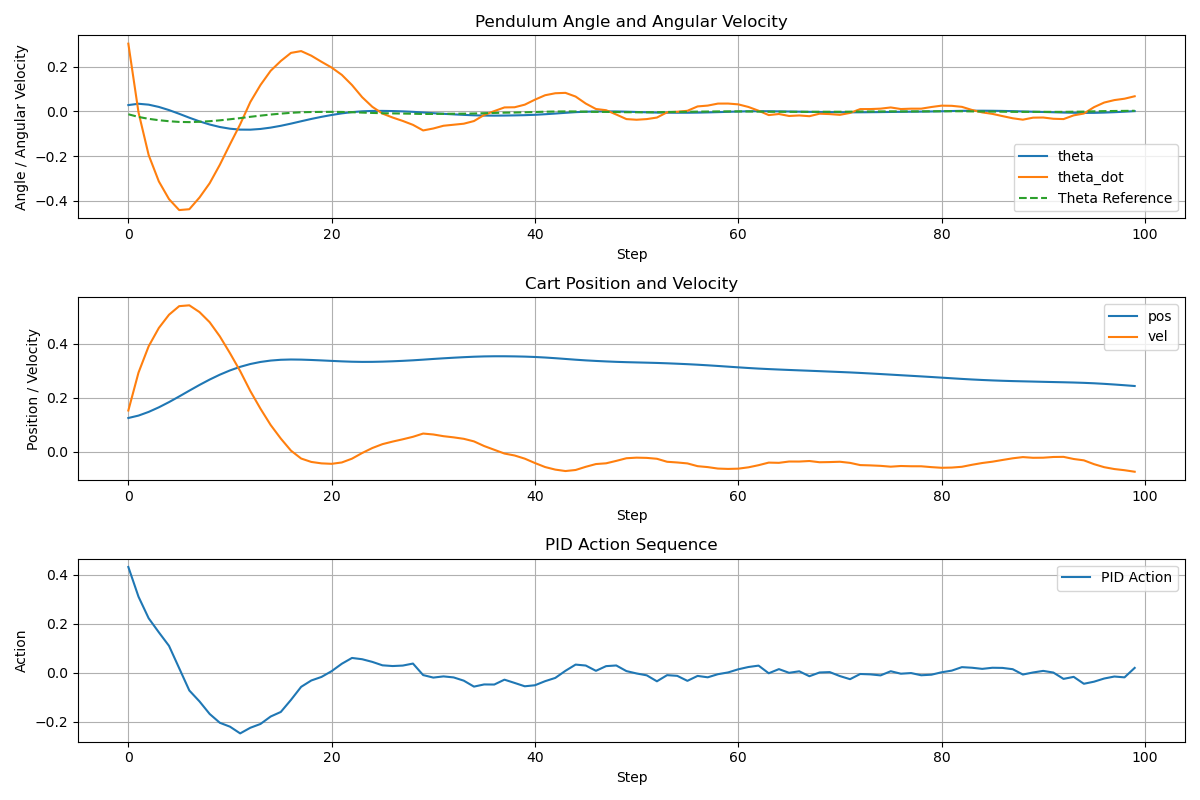 Pendulum Angle and Angular Velocity
Angle / Angular Velocity
0.2
0.0
−0.2
−0.4
theta
theta_dot
Theta Reference
0 20 40 60 80 100
Step
Cart Position and Velocity
Position / Velocity
0.4
0.2
0.0
pos
vel
0 20 40 60 80 100
Step
PID Action Sequence
Action
0.4
0.2
0.0
−0.2
PID Action
0 20 40 60 80 100
Step